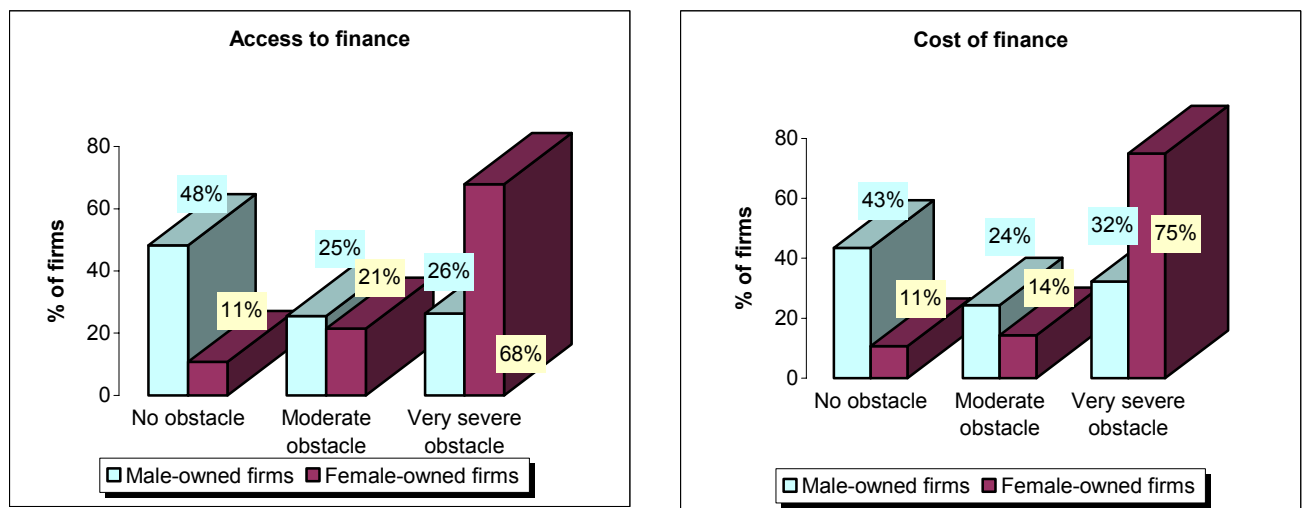 Access to finance
80
60
40
20
0
% of firms
48%
11%
25%
21%
26%
68%
No obstacle
Moderate
obstacle
Very severe
obstacle
Male-owned firms Female-owned firms
Cost of finance
80
60
40
20
0
% of firms
43%
11%
24%
14%
32%
75%
No obstacle
Moderate
obstacle
Very severe
obstacle
Male-owned firms Female-owned firms